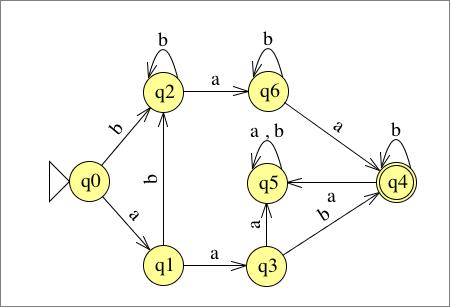 b b
b q2 a q6
a , b a b
q0 b q5 a q4
a a b
q1 a q3